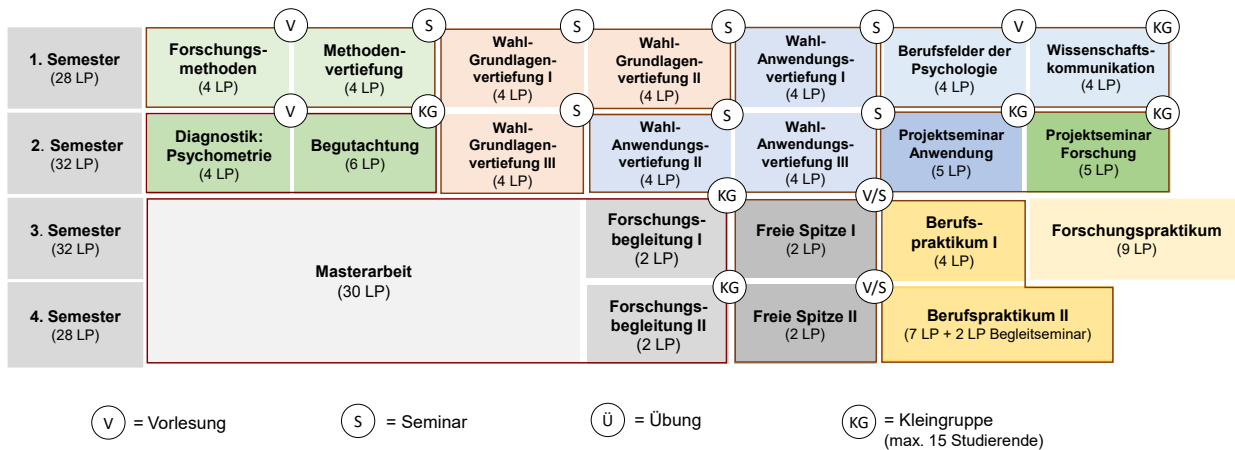 V
S
S
S
S
V
KG
1. Semester
(28 LP)
Forschungs-
methoden
(4 LP)
Methoden-
vertiefung
(4 LP)
Wahl-
Grundlagen-
vertiefung I
(4 LP)
Wahl-
Grundlagen-
vertiefung II
(4 LP)
Wahl-
Anwendungs-
vertiefung I
(4 LP)
Berufsfelder der
Psychologie
(4 LP)
Wissenschafts-
kommunikation
(4 LP)
V
KG
S
S
S
KG
KG
2. Semester
(32 LP)
Diagnostik:
Psychometrie
(4 LP)
Begutachtung
(6 LP)
Wahl-
Grundlagen-
vertiefung III
(4 LP)
Wahl-
Anwendungs-
vertiefung II
(4 LP)
Wahl-
Anwendungs-
vertiefung III
(4 LP)
Projektseminar
Anwendung
(5 LP)
Projektseminar
Forschung
(5 LP)
KG
V/S
3. Semester
(32 LP)
Masterarbeit
(30 LP)
Forschungs-
begleitung I
(2 LP)
Freie Spitze I
(2 LP)
Berufs-
praktikum I
(4 LP)
Forschungspraktikum
(9 LP)
KG
V/S
4. Semester
(28 LP)
Forschungs-
begleitung II
(2 LP)
Freie Spitze II
(2 LP)
Berufspraktikum II
(7 LP + 2 LP Begleitseminar)
V = Vorlesung
S = Seminar
Ü = Übung
KG = Kleingruppe
(max. 15 Studierende)